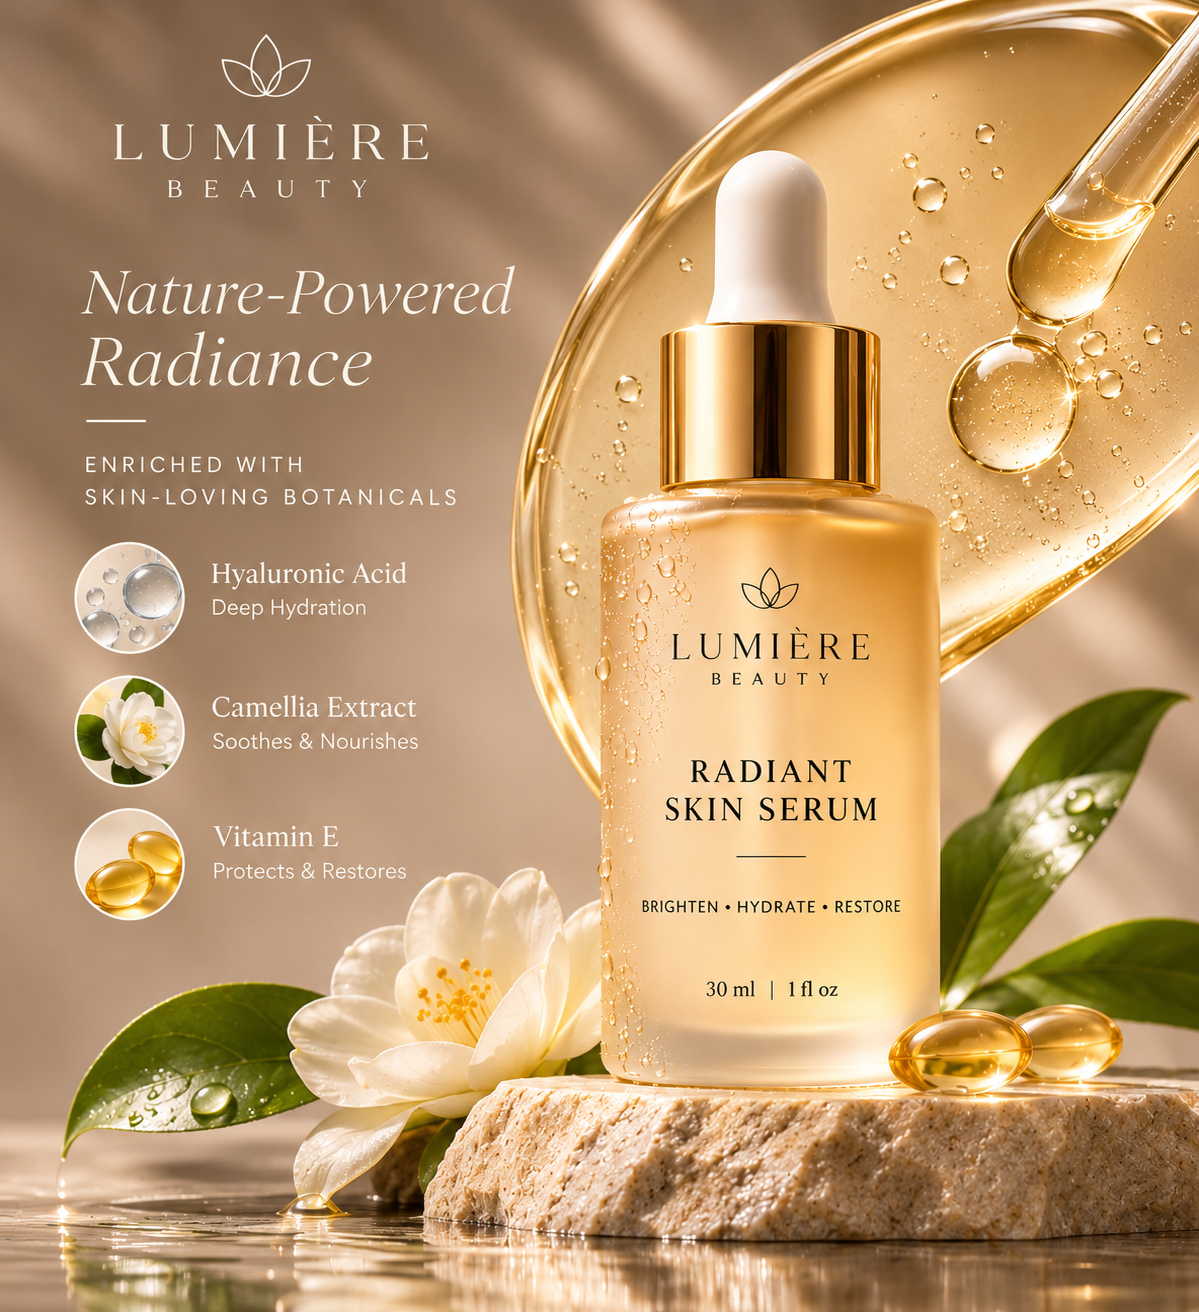 LUMIÈRE
BEAUTY
Nature-Powered
Radiance
ENRICHED WITH
SKIN-LOVING BOTANICALS
Hyaluronic Acid
Deep Hydration
Camellia Extract
Soothes & Nourishes
Vitamin E
Protects & Restores
LUMIÈRE
BEAUTY
RADIANT
SKIN SERUM
BRIGHTEN • HYDRATE • RESTORE
30 ml | 1 fl oz